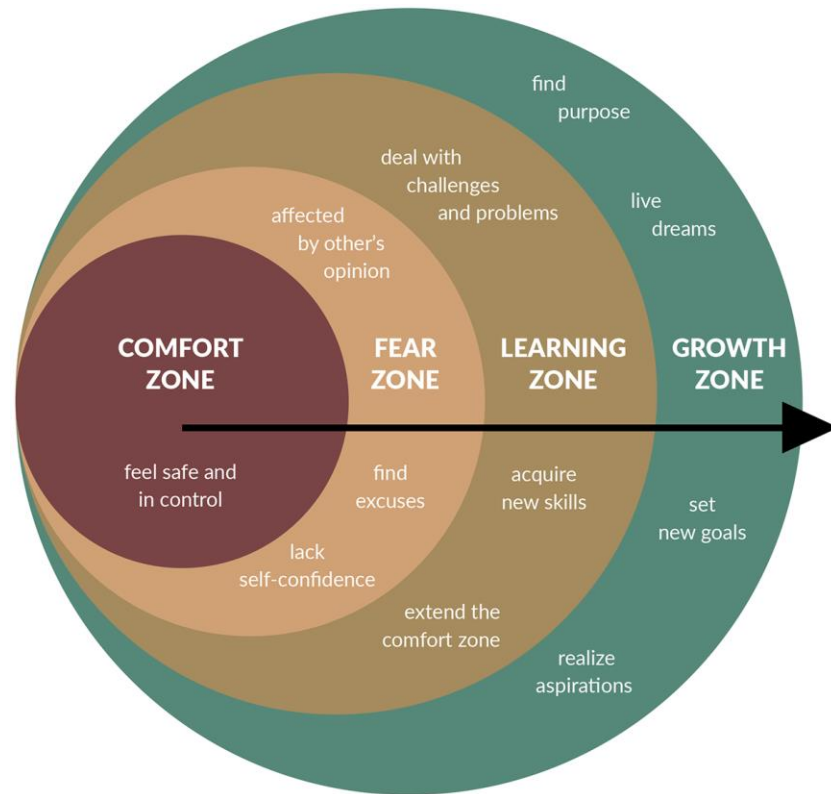 find
purpose
deal with
challenges
and problems
live
dreams
affected
by other's
opinion
COMFORT
ZONE
FEAR
ZONE
LEARNING
ZONE
GROWTH
ZONE
feel safe and
in control
find
excuses
acquire
new skills
set
new goals
lack
self-confidence
extend the
comfort zone
realize
aspirations